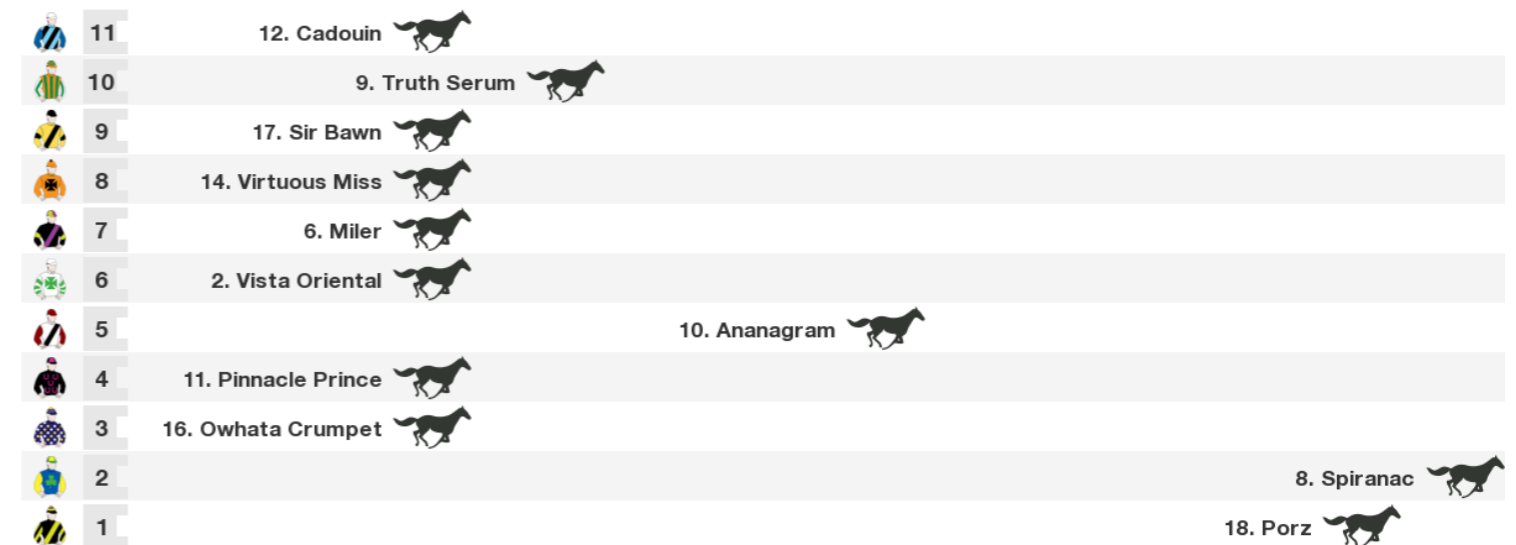 11 12. Cadouin
10 9. Truth Serum
9 17. Sir Bawn
8 14. Virtuous Miss
7 6. Miler
6 2. Vista Oriental
5 10. Ananagram
4 11. Pinnacle Prince
3 16. Owhata Crumpet
2 8. Spiranac
1 18. Porz